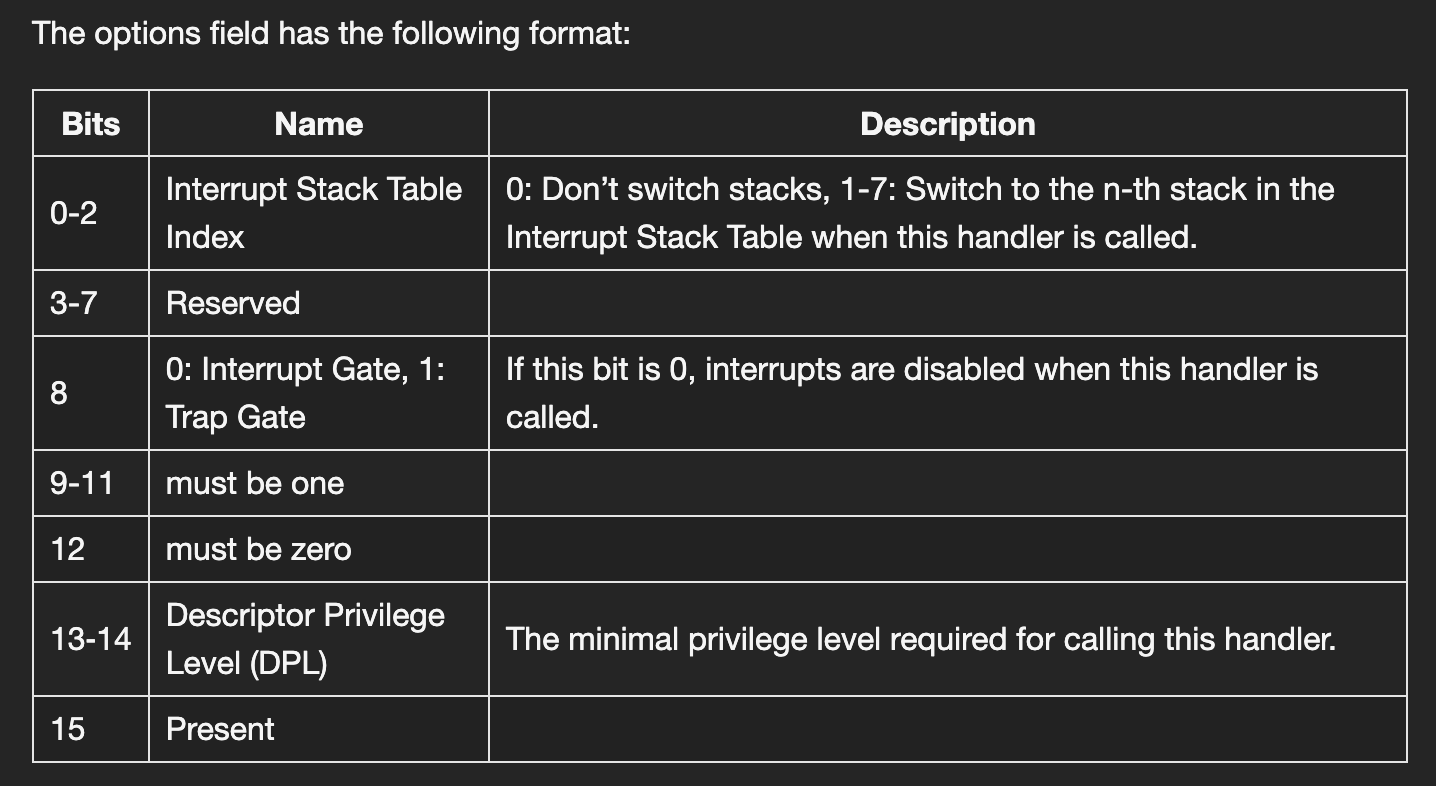 The options field has the following format:
Bits Name Description
0-2 Interrupt Stack Table Index 0: Don’t switch stacks, 1-7: Switch to the n-th stack in the Interrupt Stack Table when this handler is called.
3-7 Reserved
8 0: Interrupt Gate, 1: Trap Gate If this bit is 0, interrupts are disabled when this handler is called.
9-11 must be one
12 must be zero
13-14 Descriptor Privilege Level (DPL) The minimal privilege level required for calling this handler.
15 Present